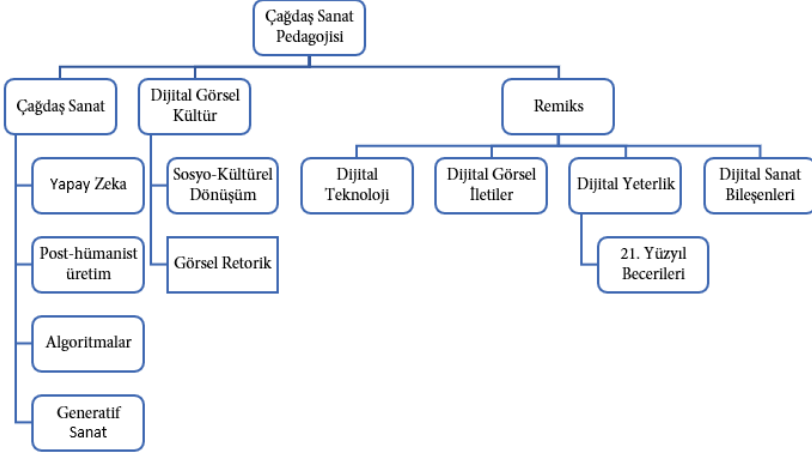 Çağdaş Sanat
Pedagojisi
Çağdaş Sanat
Dijital Görsel
Kültür
Remiks
Yapay Zeka
Sosyo-Kültürel
Dönüşüm
Dijital
Teknoloji
Dijital Görsel
İletiler
Dijital Yeterlik
Dijital Sanat
Bileşenleri
Post-hümanist
üretim
Görsel Retorik
21. Yüzyıl
Becerileri
Algoritmalar
Generatif
Sanat